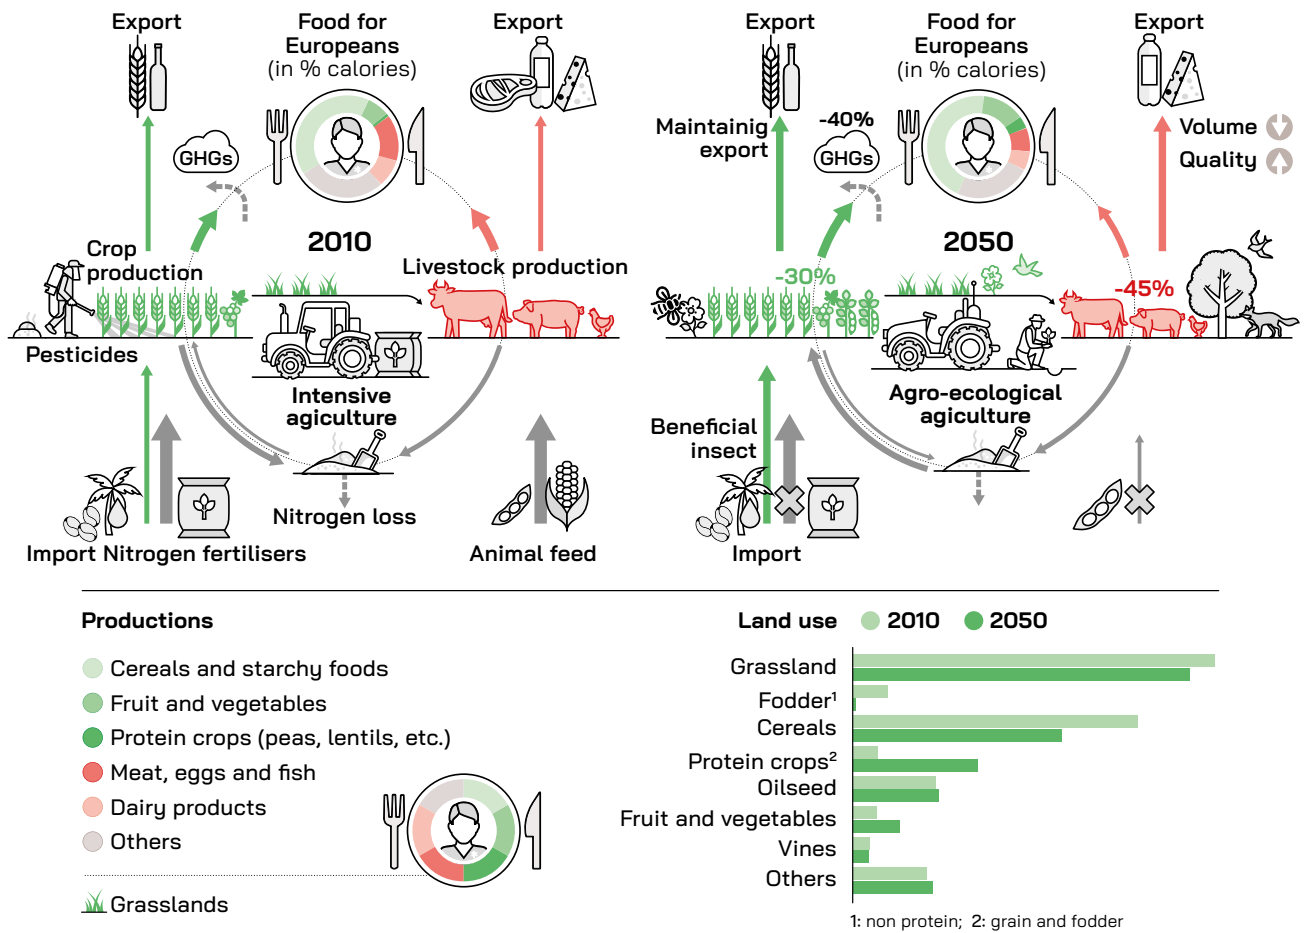 Export
Food for
Europeans
(in % calories)
Export
GHGs
2010
Crop
production
Livestock production
Pesticides
Intensive
agiculture
Nitrogen loss
Import Nitrogen fertilisers
Animal feed
Export
Food for
Europeans
(in % calories)
Export
Maintainig
export
-40%
GHGs
Volume
Quality
2050
-30%
-45%
Agro-ecological
agiculture
Beneficial
insect
Import
Productions
Cereals and starchy foods
Fruit and vegetables
Protein crops (peas, lentils, etc.)
Meat, eggs and fish
Dairy products
Others
Grasslands
Land use 2010 2050
Grassland
Fodder¹
Cereals
Protein crops²
Oilseed
Fruit and vegetables
Vines
Others
1: non protein; 2: grain and fodder